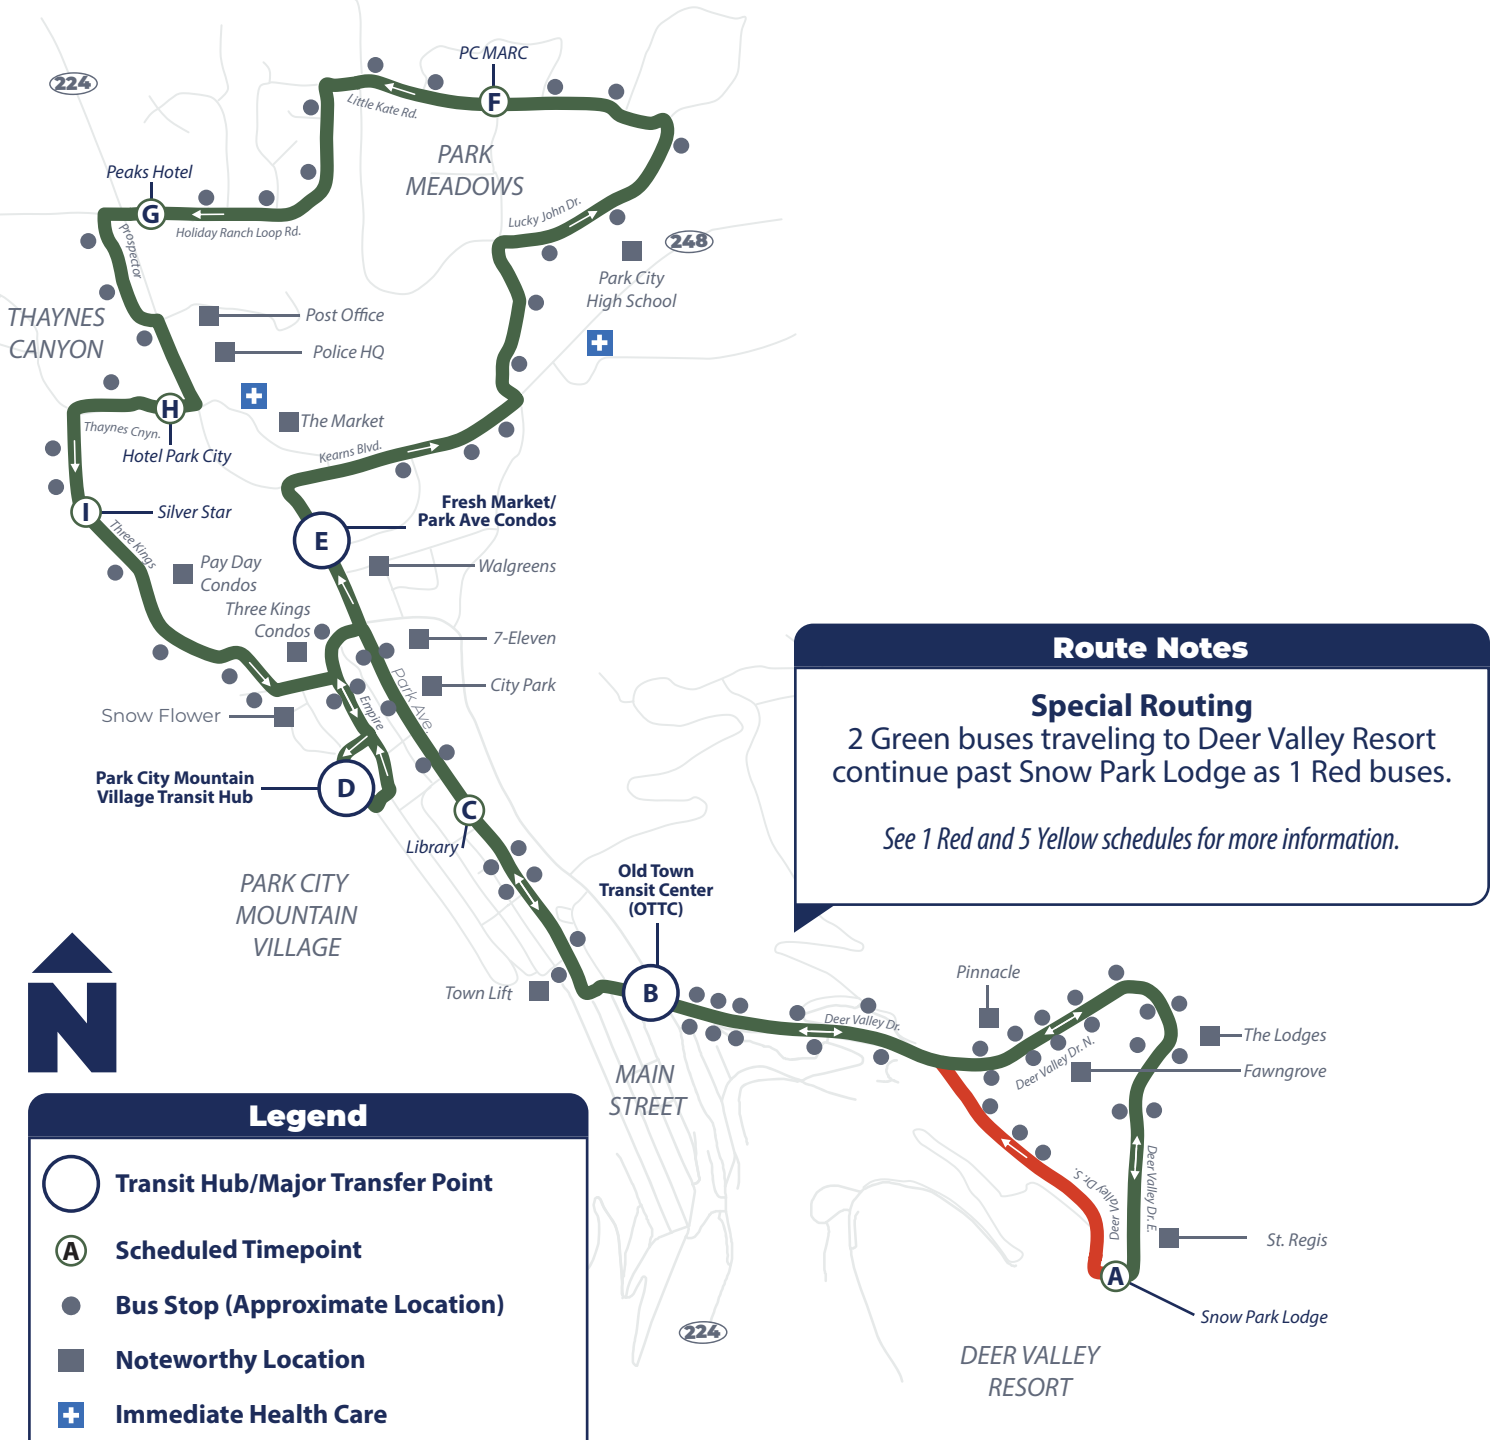 PC MARC
224
F
Little Kate Rd.
PARK
MEADOWS
Peaks Hotel
G
Holiday Ranch Loop Rd.
Prospector
Lucky John Dr.
248
Park City
High School
THAYNES
CANYON
Post Office
Police HQ
The Market
H
Thaynes Cnyn.
Hotel Park City
Kearns Blvd.
I
Silver Star
Three Kings
Fresh Market/
Park Ave Condos
E
Walgreens
Pay Day
Condos
Three Kings
Condos
7-Eleven
City Park
Park Ave.
Empire
Snow Flower
Park City Mountain
Village Transit Hub
D
C
Library
Route Notes
Special Routing
2 Green buses traveling to Deer Valley Resort
continue past Snow Park Lodge as 1 Red buses.
See 1 Red and 5 Yellow schedules for more information.
PARK CITY
MOUNTAIN
VILLAGE
Old Town
Transit Center
(OTTC)
B
Town Lift
N
MAIN
STREET
Deer Valley Dr.
Pinnacle
Deer Valley Dr. N.
The Lodges
Fawngrove
Deer Valley Dr. S.
Deer Valley Dr. E.
St. Regis
A
Snow Park Lodge
224
DEER VALLEY
RESORT
Legend
Transit Hub/Major Transfer Point
A Scheduled Timepoint
Bus Stop (Approximate Location)
Noteworthy Location
Immediate Health Care